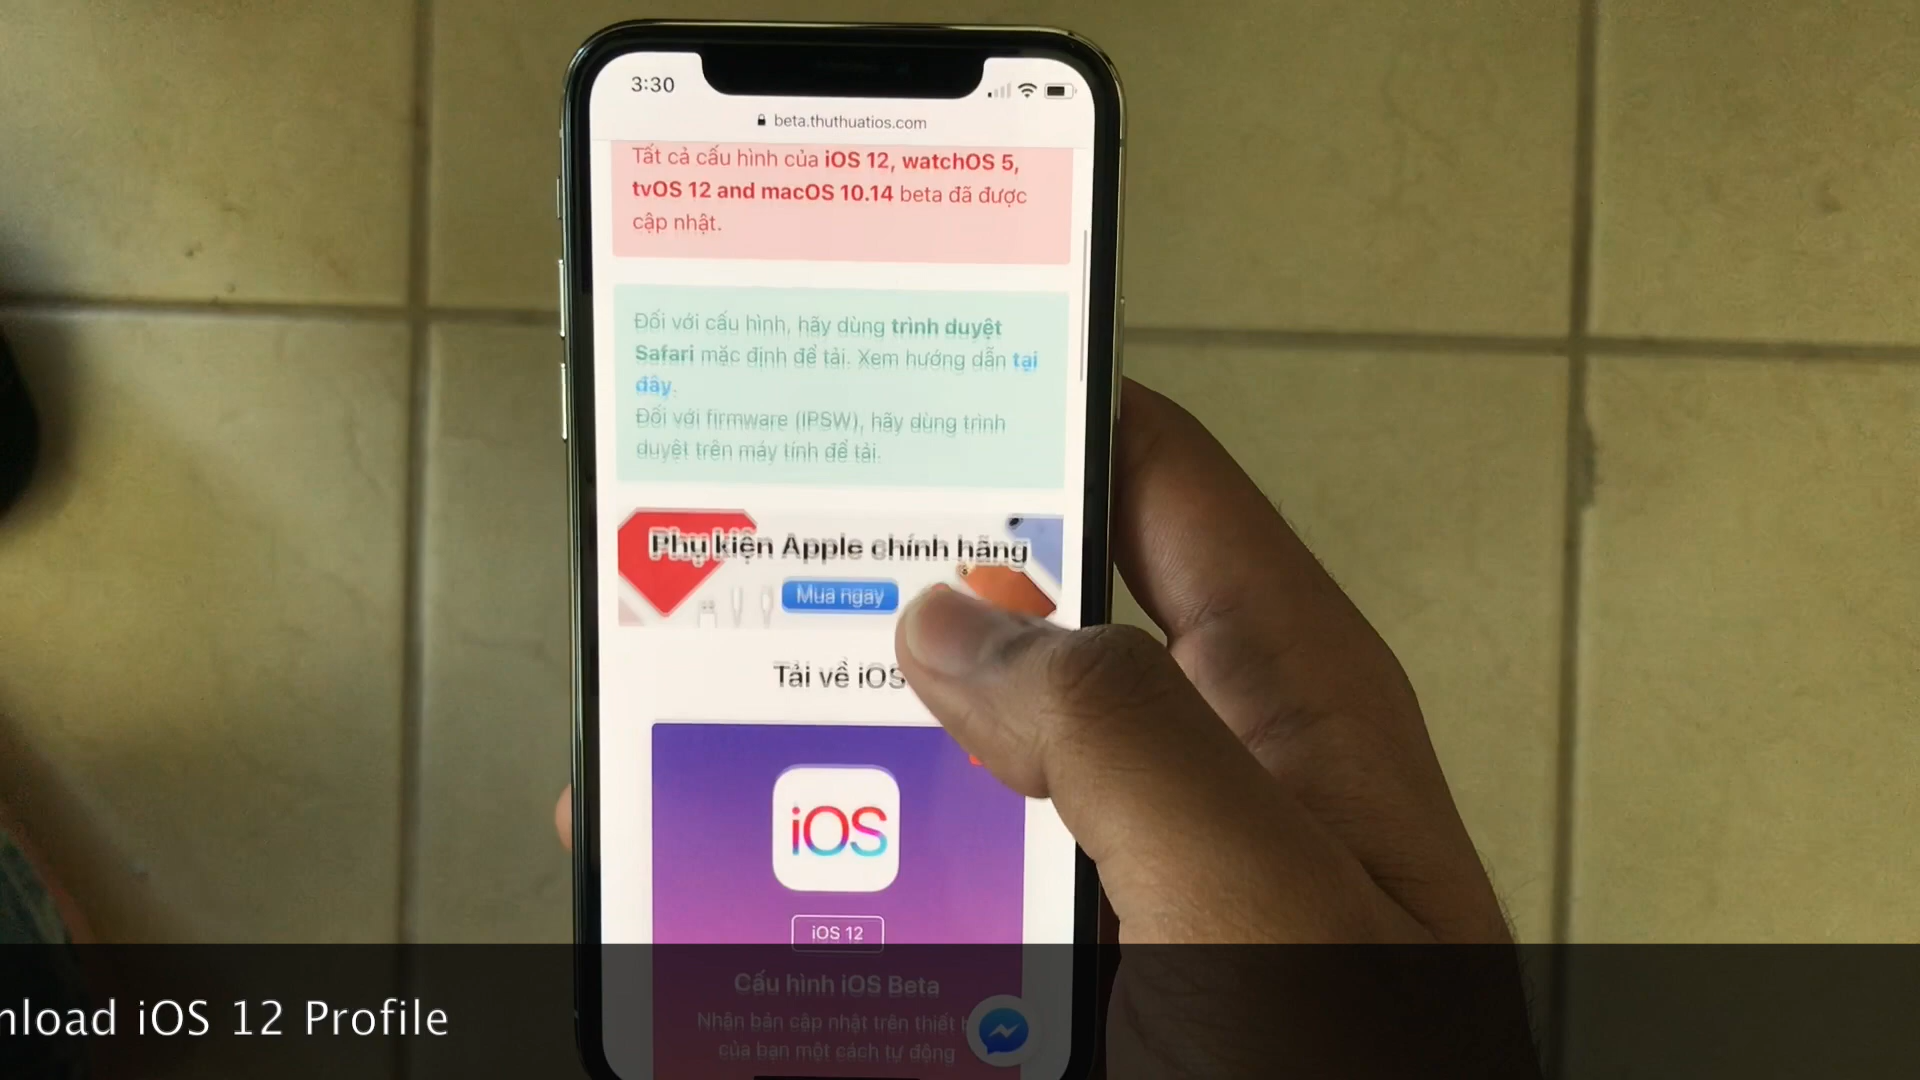 3:30
beta.thuthuatios.com
Tất cả cấu hình của iOS 12, watchOS 5,
tvOS 12 and macOS 10.14 beta đã được
cập nhật.
Đối với cấu hình, hãy dùng trình duyệt
Safari mặc định để tải. Xem hướng dẫn tại
đây.
Đối với firmware (IPSW), hãy dùng trình
duyệt trên máy tính để tải.
Phụ kiện Apple chính hãng
Mua ngay
Tải về iOS
iOS
iOS 12
Cấu hình iOS Beta
Nhận bản cập nhật trên thiết
của bạn một cách tự động
nload iOS 12 Profile